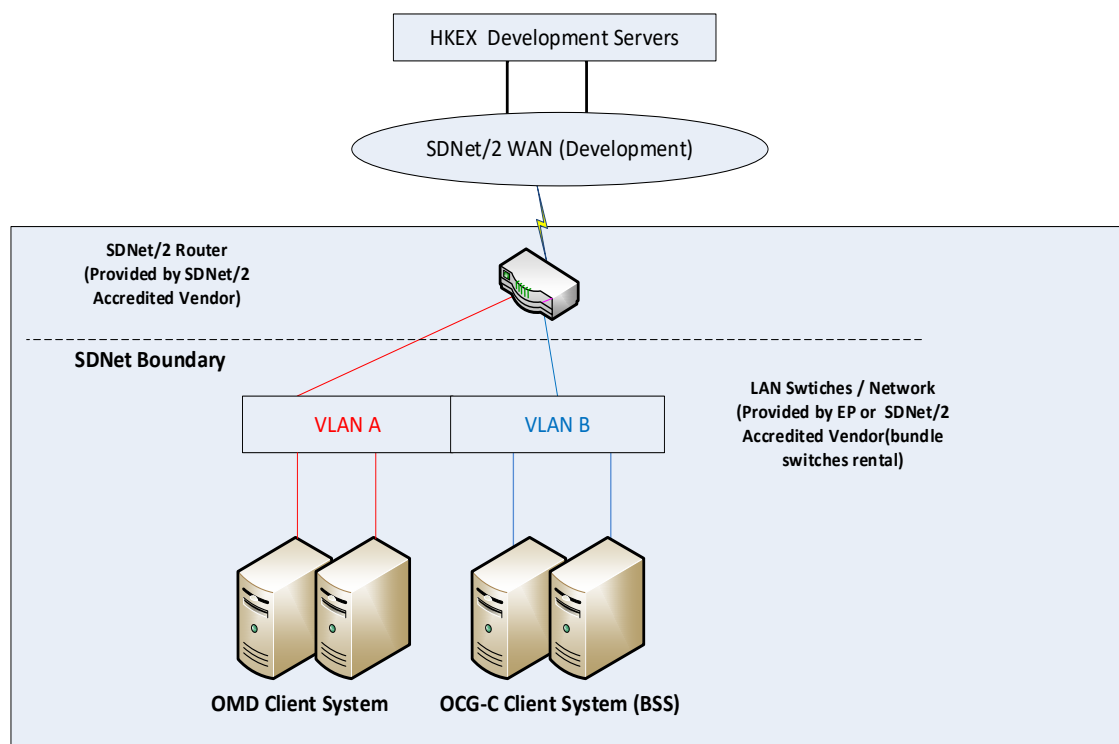 HKEX Development Servers
SDNet/2 WAN (Development)
SDNet/2 Router
(Provided by SDNet/2
Accredited Vendor)
SDNet Boundary
LAN Swtiches / Network
(Provided by EP or SDNet/2
Accredited Vendor(bundle
switches rental)
VLAN A
VLAN B
OMD Client System
OCG-C Client System (BSS)